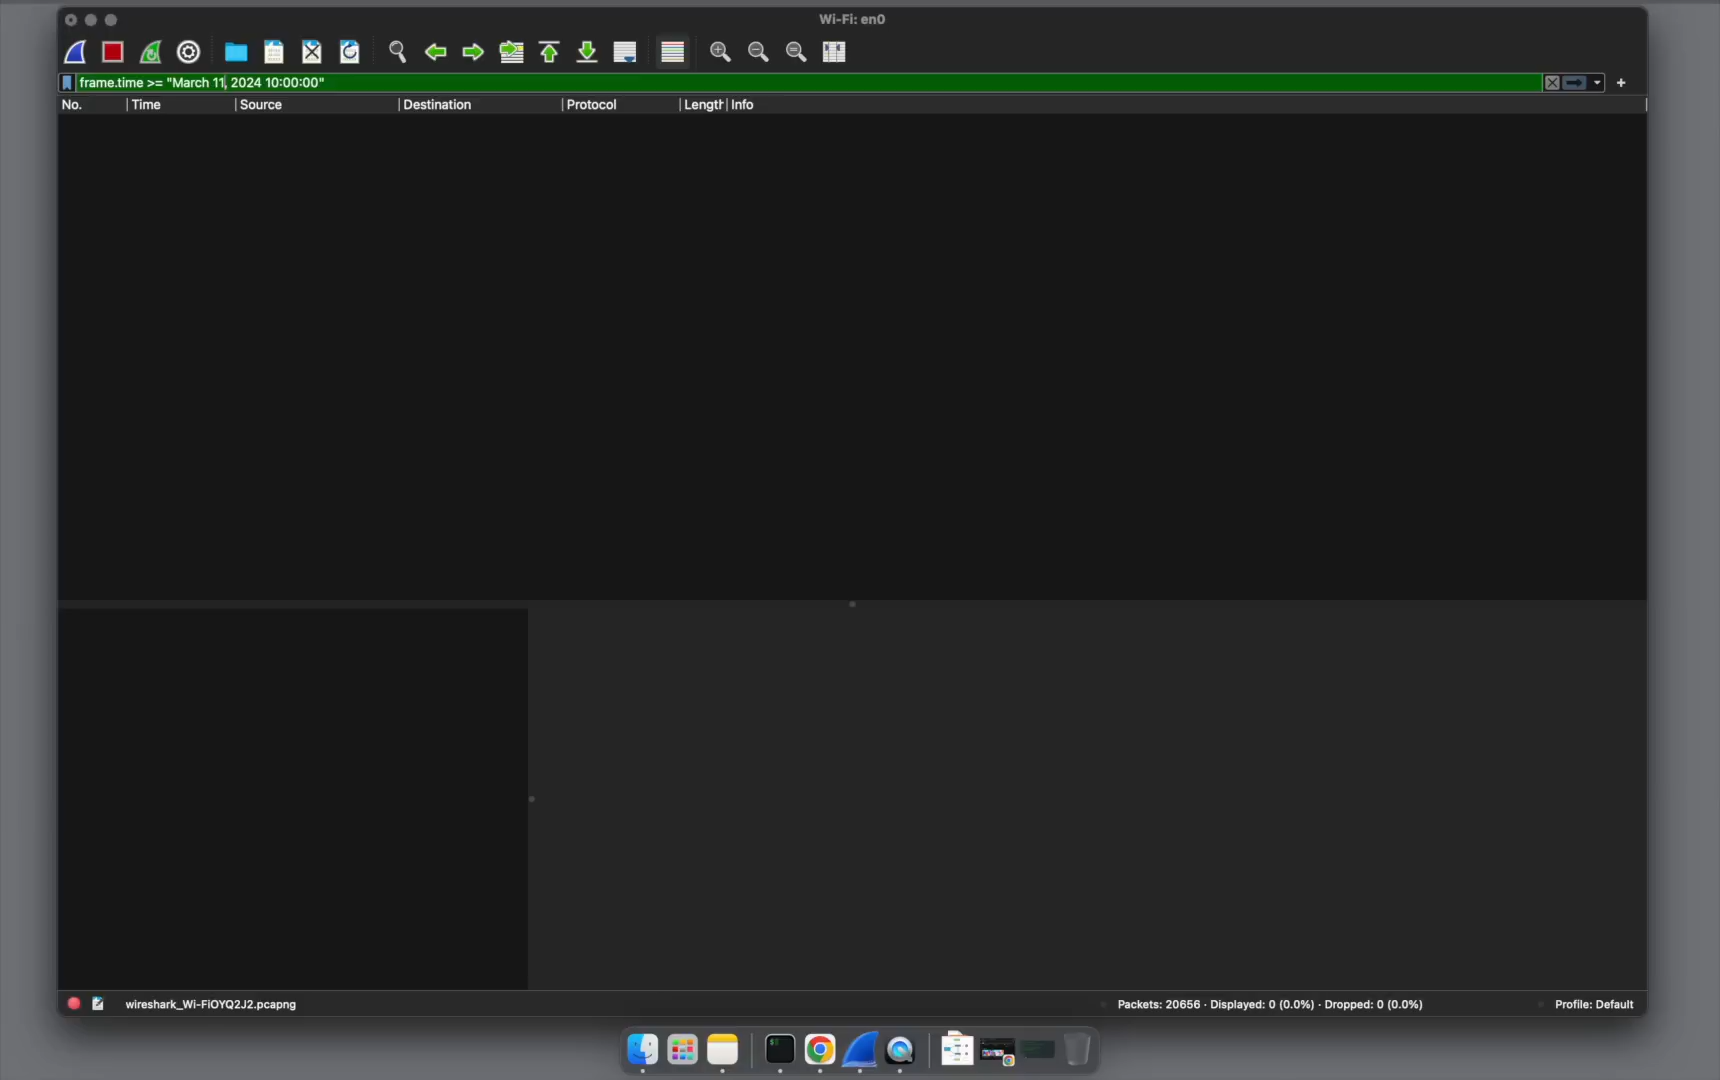 Wi-Fi: en0
frame.time >= "March 11, 2024 10:00:00"
No. Time Source Destination Protocol Length Info
wireshark_Wi-FiOYQ2J2.pcapng Packets: 20656 · Displayed: 0 (0.0%) · Dropped: 0 (0.0%) Profile: Default